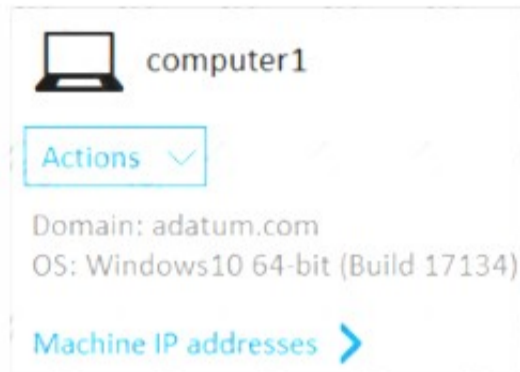 computer1
Actions
Domain: adatum.com
OS: Windows10 64-bit (Build 17134)
Machine IP addresses